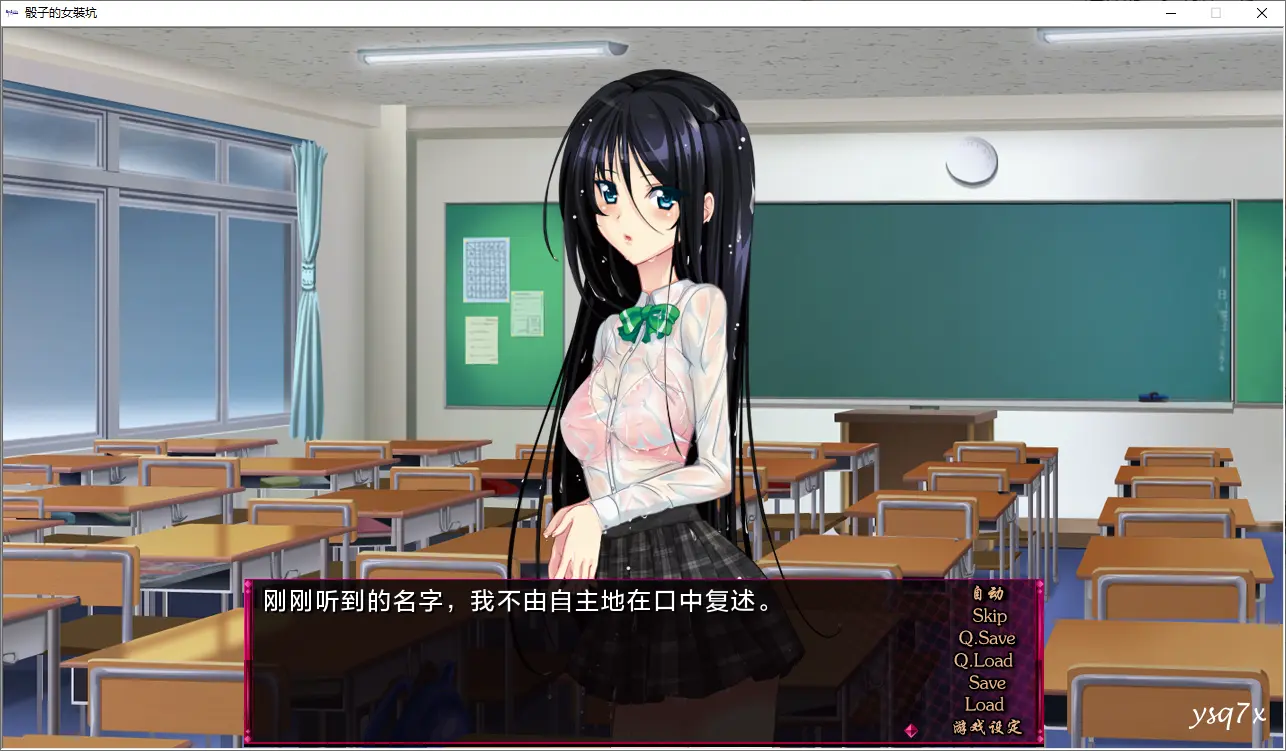 骰子的女裝坑
刚刚听到的名字，我不由自主地在口中复述。
自动
Skip
Q.Save
Q.Load
Save
Load
游戏设定
ysq7x